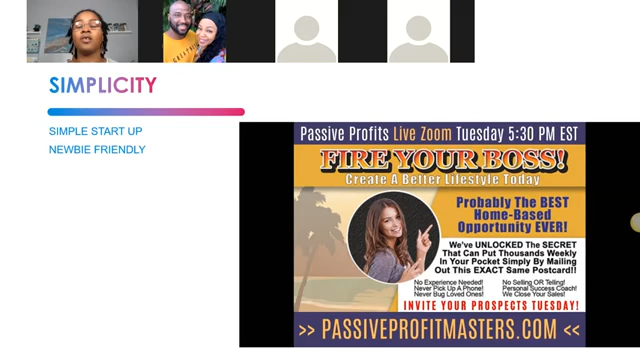 SIMPLICITY
SIMPLE START UP
NEWBIE FRIENDLY
Passive Profits Live Zoom Tuesday 5:30 PM EST
FIRE YOUR BOSS!
Create A Better Lifestyle Today
Probably The BEST
Home-Based
Opportunity EVER!
We've UNLOCKED The SECRET
That Can Put Thousands Weekly
In Your Pocket Simply By Mailing
Out This EXACT Same Postcard!!
No Experience Needed!
Never Pick Up A Phone!
Never Bug Loved Ones!
No Selling OR Telling!
Personal Success Coach!
We Close Your Sales!
INVITE YOUR PROSPECTS TUESDAY!
>> PASSIVEPROFITMASTERS.COM <<